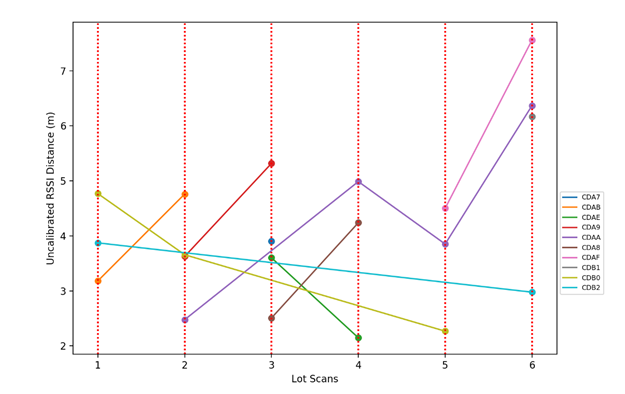 Uncalibrated RSSI Distance (m)
7
6
5
4
3
2
1 2 3 4 5 6
Lot Scans
CDA7
CDAB
CDAE
CDA9
CDAA
CDA8
CDAF
CDB1
CDB0
CDB2